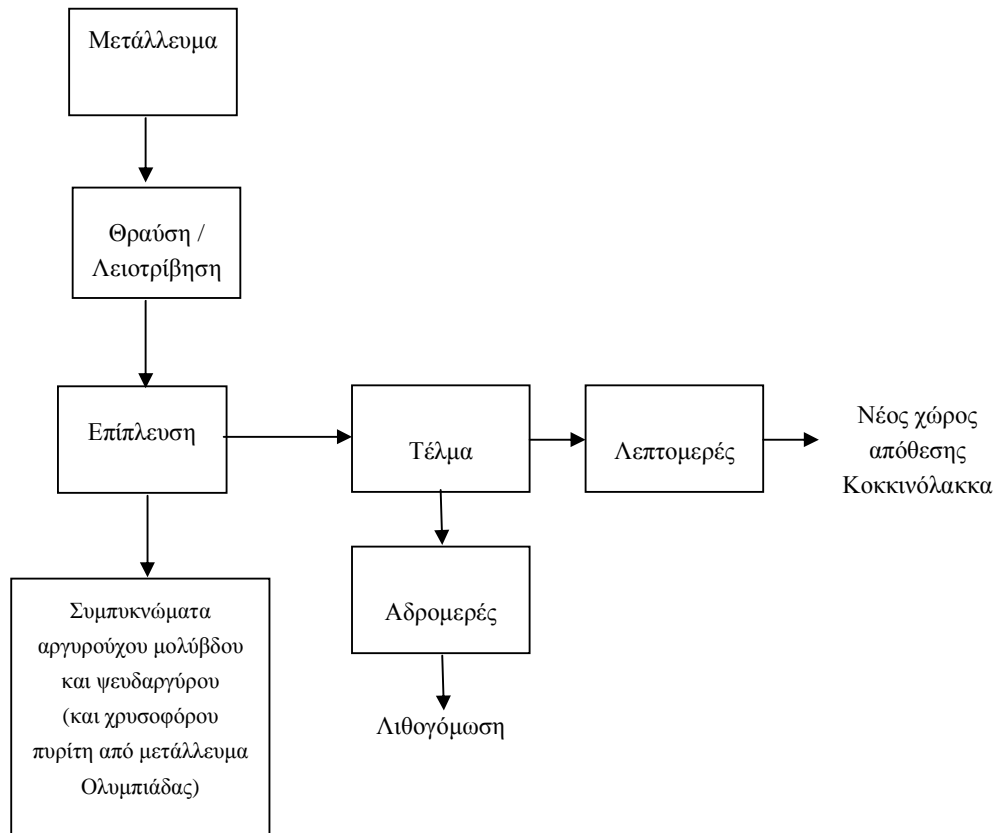 Μετάλλευμα
Θραύση /
Λειοτρίβηση
Επίπλευση
Τέλμα
Λεπτομερές
Νέος χώρος
απόθεσης
Κοκκινόλακκα
Αδρομερές
Λιθογόμωση
Συμπυκνώματα
αργυρούχου μολύβδου
και ψευδαργύρου
(και χρυσοφόρου
πυρίτη από μετάλλευμα
Ολυμπιάδας)